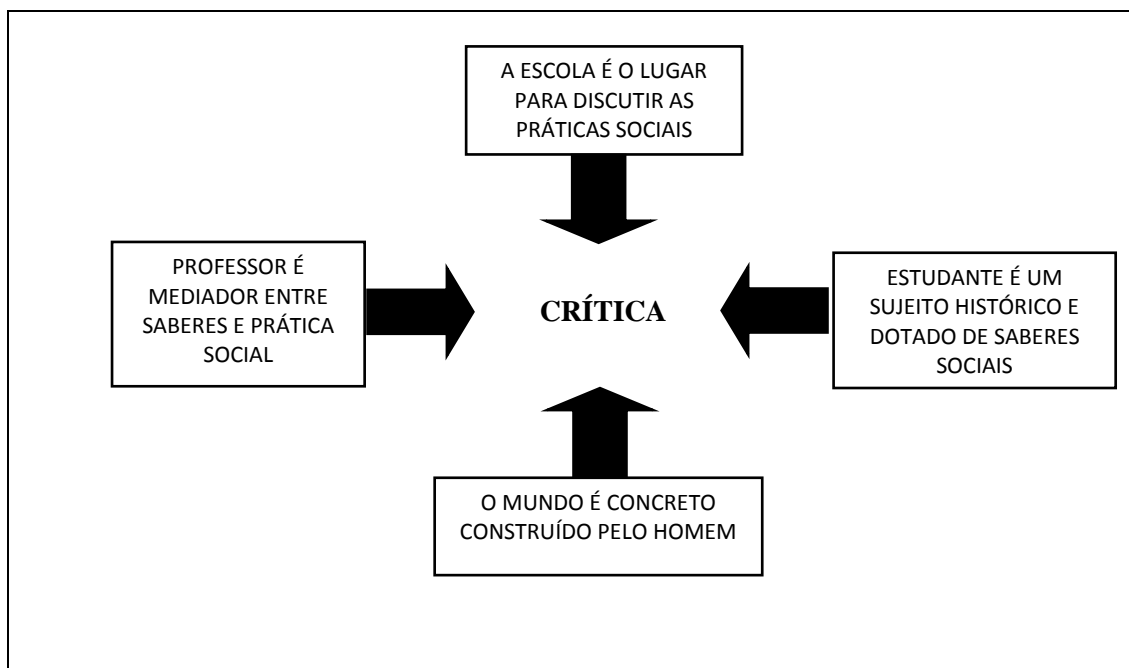 A ESCOLA É O LUGAR
PARA DISCUTIR AS
PRÁTICAS SOCIAIS
PROFESSOR É
MEDIADOR ENTRE
SABERES E PRÁTICA
SOCIAL
CRÍTICA
ESTUDANTE É UM
SUJEITO HISTÓRICO E
DOTADO DE SABERES
SOCIAIS
O MUNDO É CONCRETO
CONSTRUÍDO PELO HOMEM